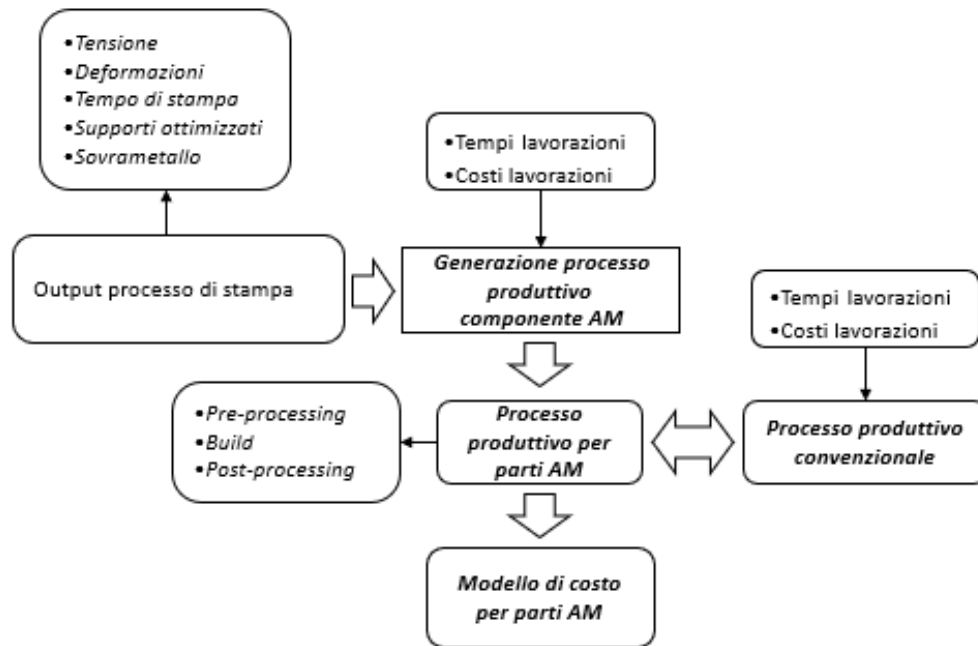 •Tensione
•Deformazioni
•Tempo di stampa
•Supporti ottimizzati
•Sovrametallo
•Tempi lavorazioni
•Costi lavorazioni
Output processo di stampa
Generazione processo
produttivo
componente AM
•Tempi lavorazioni
•Costi lavorazioni
•Pre-processing
•Build
•Post-processing
Processo
produttivo per
parti AM
Processo produttivo
convenzionale
Modello di costo
per parti AM